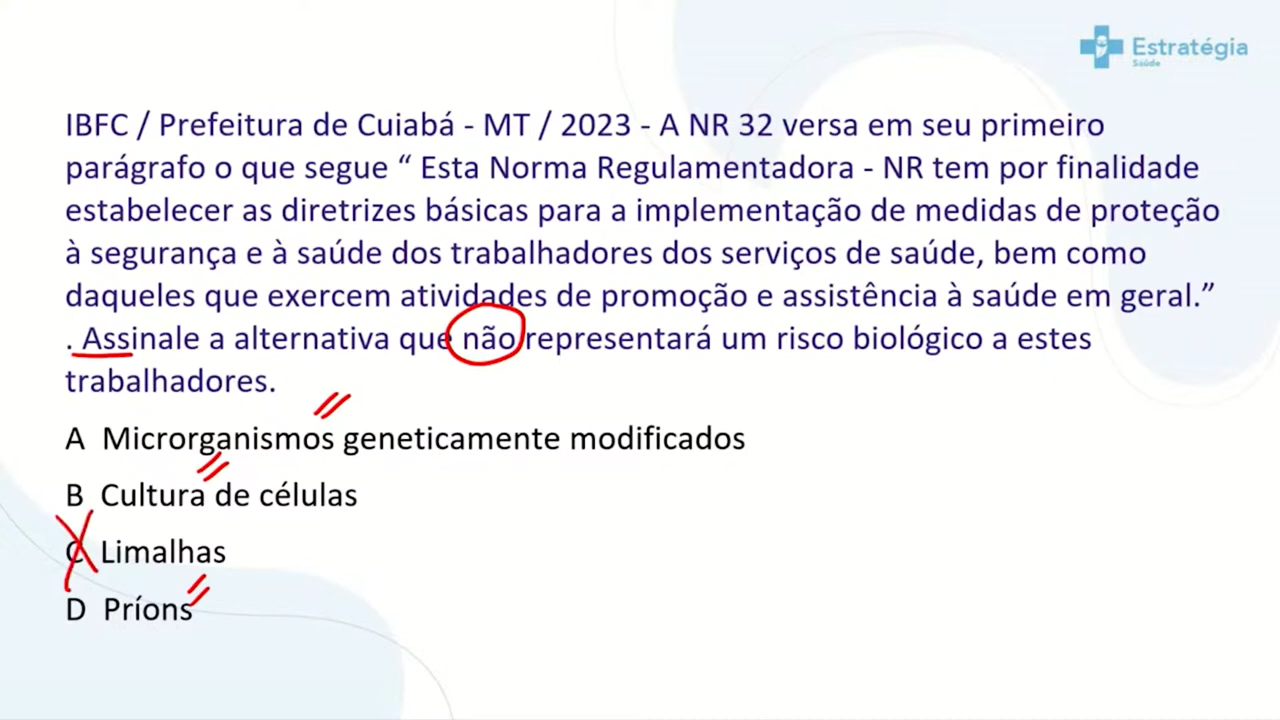 Estratégia
Saúde
IBFC / Prefeitura de Cuiabá - MT / 2023 - A NR 32 versa em seu primeiro
parágrafo o que segue “ Esta Norma Regulamentadora - NR tem por finalidade
estabelecer as diretrizes básicas para a implementação de medidas de proteção
à segurança e à saúde dos trabalhadores dos serviços de saúde, bem como
daqueles que exercem atividades de promoção e assistência à saúde em geral.”
. Assinale a alternativa que não representará um risco biológico a estes
trabalhadores.
A Microrganismos geneticamente modificados
B Cultura de células
C Limalhas
D Príons